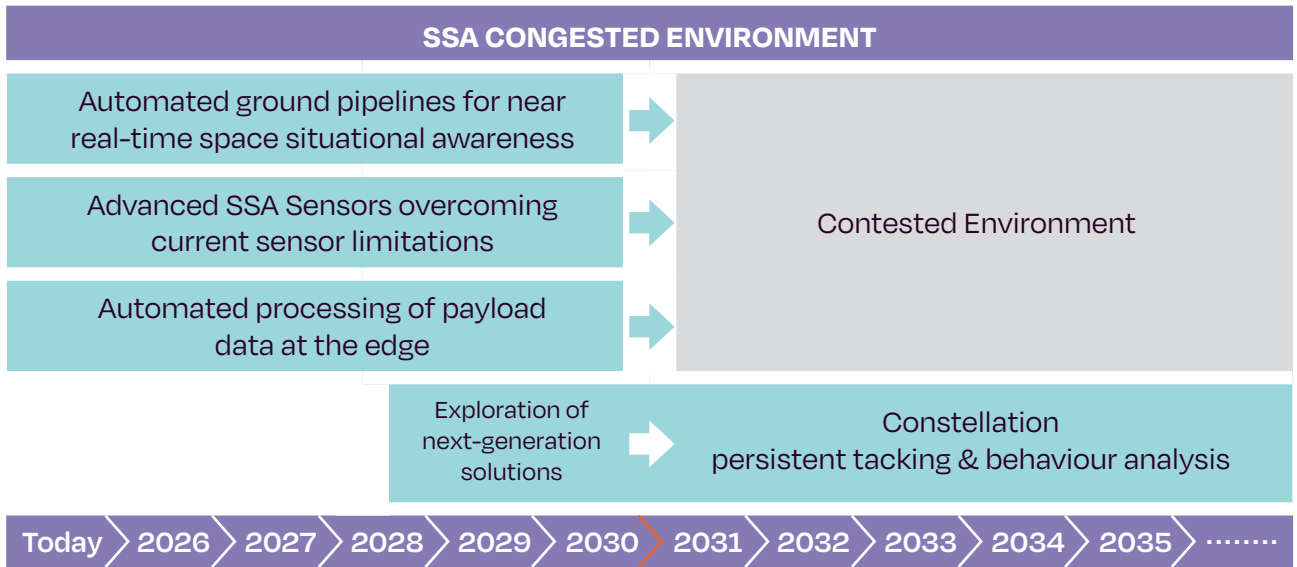 SSA CONGESTED ENVIRONMENT
Automated ground pipelines for near
real-time space situational awareness
Advanced SSA Sensors overcoming
current sensor limitations
Automated processing of payload
data at the edge
Contested Environment
Exploration of
next-generation
solutions
Constellation
persistent tacking & behaviour analysis
Today 2026 2027 2028 2029 2030 2031 2032 2033 2034 2035 ........